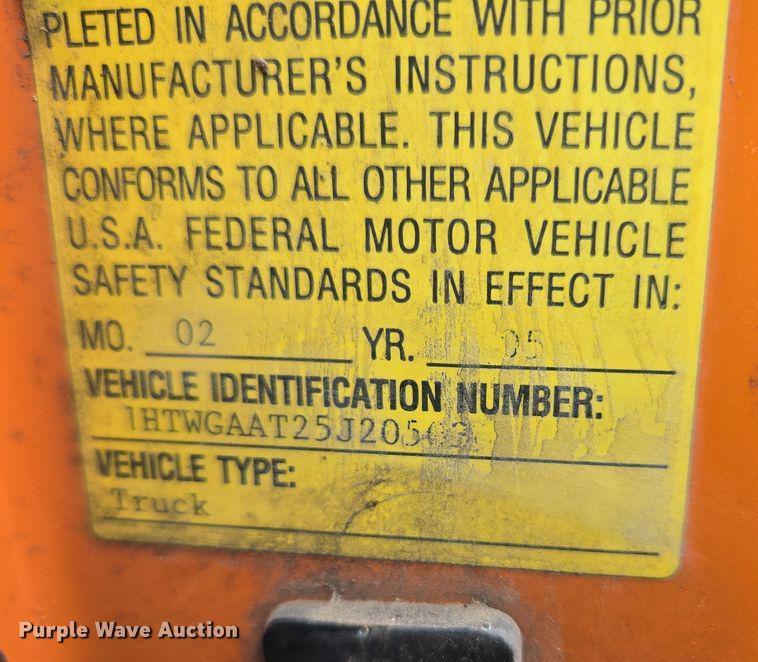 PLETED IN ACCORDANCE WITH PRIOR
MANUFACTURER'S INSTRUCTIONS,
WHERE APPLICABLE. THIS VEHICLE
CONFORMS TO ALL OTHER APPLICABLE
U.S.A. FEDERAL MOTOR VEHICLE
SAFETY STANDARDS IN EFFECT IN:
MO. 02 YR. 05
VEHICLE IDENTIFICATION NUMBER:
VEHICLE TYPE:
Truck
Purple Wave Auction